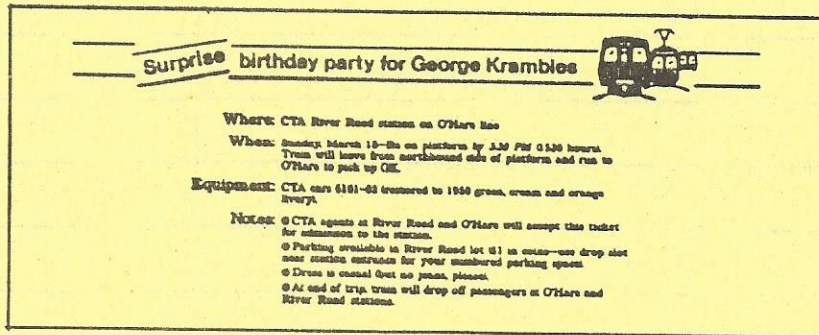 Surprise birthday party for George Krambles
Where: CTA River Road station on O'Hare line
When: Sunday, March 18—Be on platform by 3:30 PM (1530 hours).
Train will leave from northbound side of platform and run to
O'Hare to pick up GK.
Equipment: CTA cars 6101-02 (restored to 1950 green, cream and orange
livery).
Notes: • CTA agents at River Road and O'Hare will accept this ticket
for admission to the station.
• Parking available in River Road lot ($1 in coins—use drop slot
near station entrance for your numbered parking space).
• Dress is casual (but no jeans, please).
• At end of trip, train will drop off passengers at O'Hare and
River Road stations.